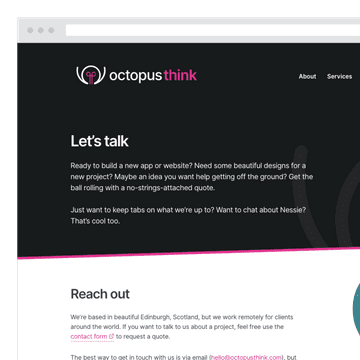 octopusthink
About Services
Let's talk
Ready to build a new app or website? Need some beautiful designs for a
new project? Maybe an idea you want help getting off the ground? Get the
ball rolling with a no-strings-attached quote.
Just want to keep tabs on what we're up to? Want to chat about Nessie?
That's cool too.
Reach out
We're based in beautiful Edinburgh, Scotland, but we work remotely for clients
around the world. If you want to talk to us about a project, feel free use the
contact form to request a quote.
The best way to get in touch with us is via email (hello@octopusthink.com), but